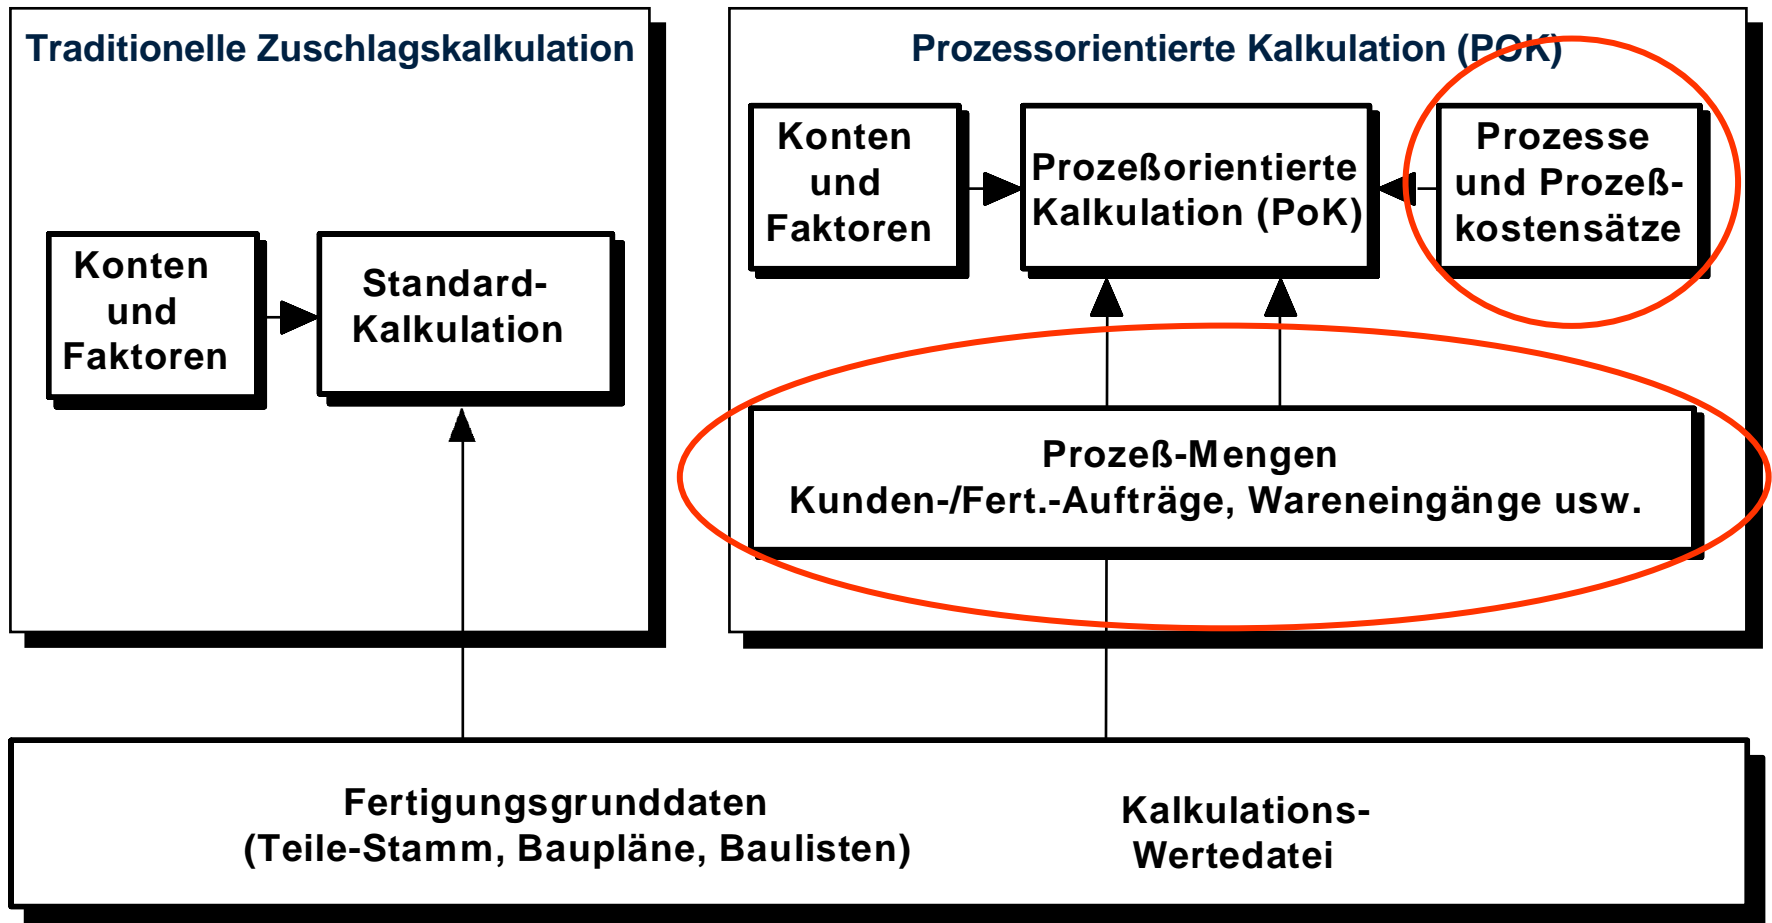 Traditionelle Zuschlagskalkulation
Konten
und
Faktoren
Standard-
Kalkulation
Prozessorientierte Kalkulation (POK)
Konten
und
Faktoren
Prozeßorientierte
Kalkulation (PoK)
Prozesse
und Prozeß-
kostensätze
Prozeß-Mengen
Kunden-/Fert.-Aufträge, Wareneingänge usw.
Fertigungsgrunddaten
(Teile-Stamm, Baupläne, Baulisten)
Kalkulations-
Wertedatei